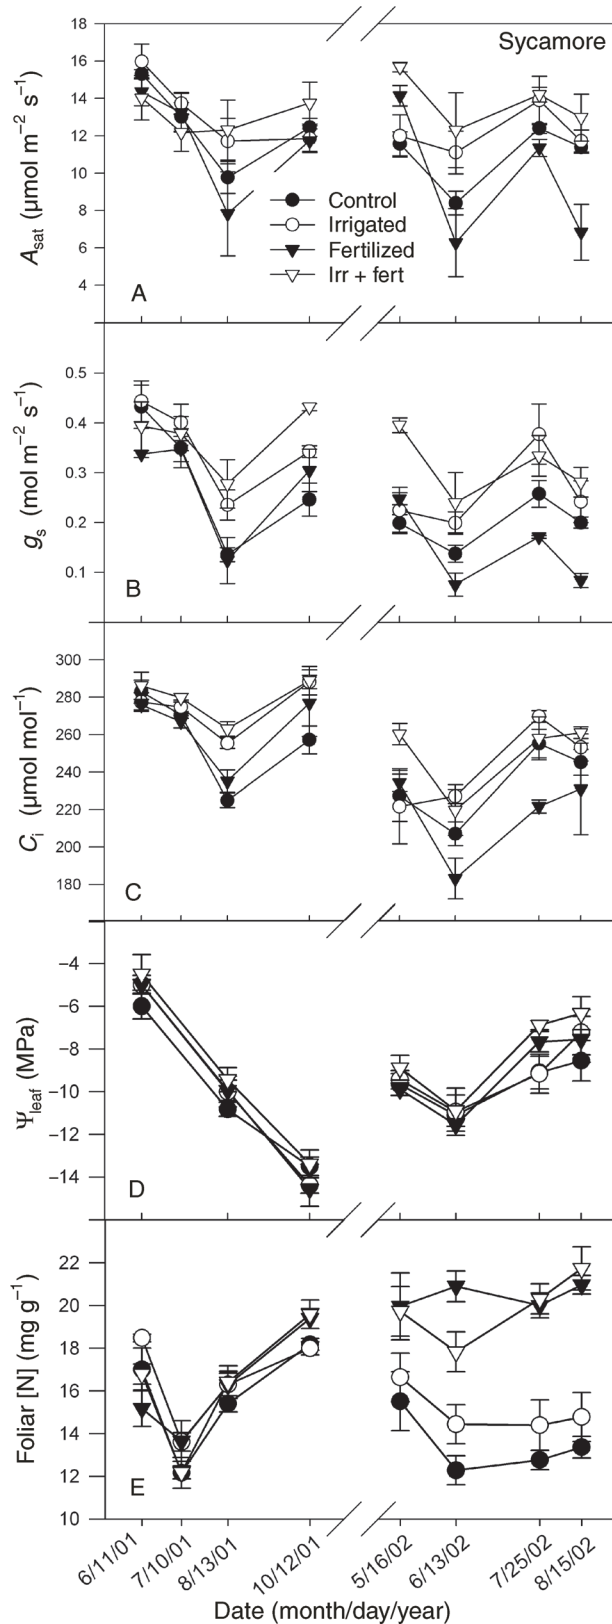 Sycamore
18
16
14
12
10
8
6
4
A_sat (μmol m⁻² s⁻¹)
Control
Irrigated
Fertilized
Irr + fert
A
0.5
0.4
0.3
0.2
0.1
g_s (mol m⁻² s⁻¹)
B
300
280
260
240
220
200
180
C_i (μmol mol⁻¹)
C
−4
−6
−8
−10
−12
−14
Ψ_leaf (MPa)
D
22
20
18
16
14
12
10
Foliar [N] (mg g⁻¹)
E
6/11/01
7/10/01
8/13/01
10/12/01
5/16/02
6/13/02
7/25/02
8/15/02
Date (month/day/year)